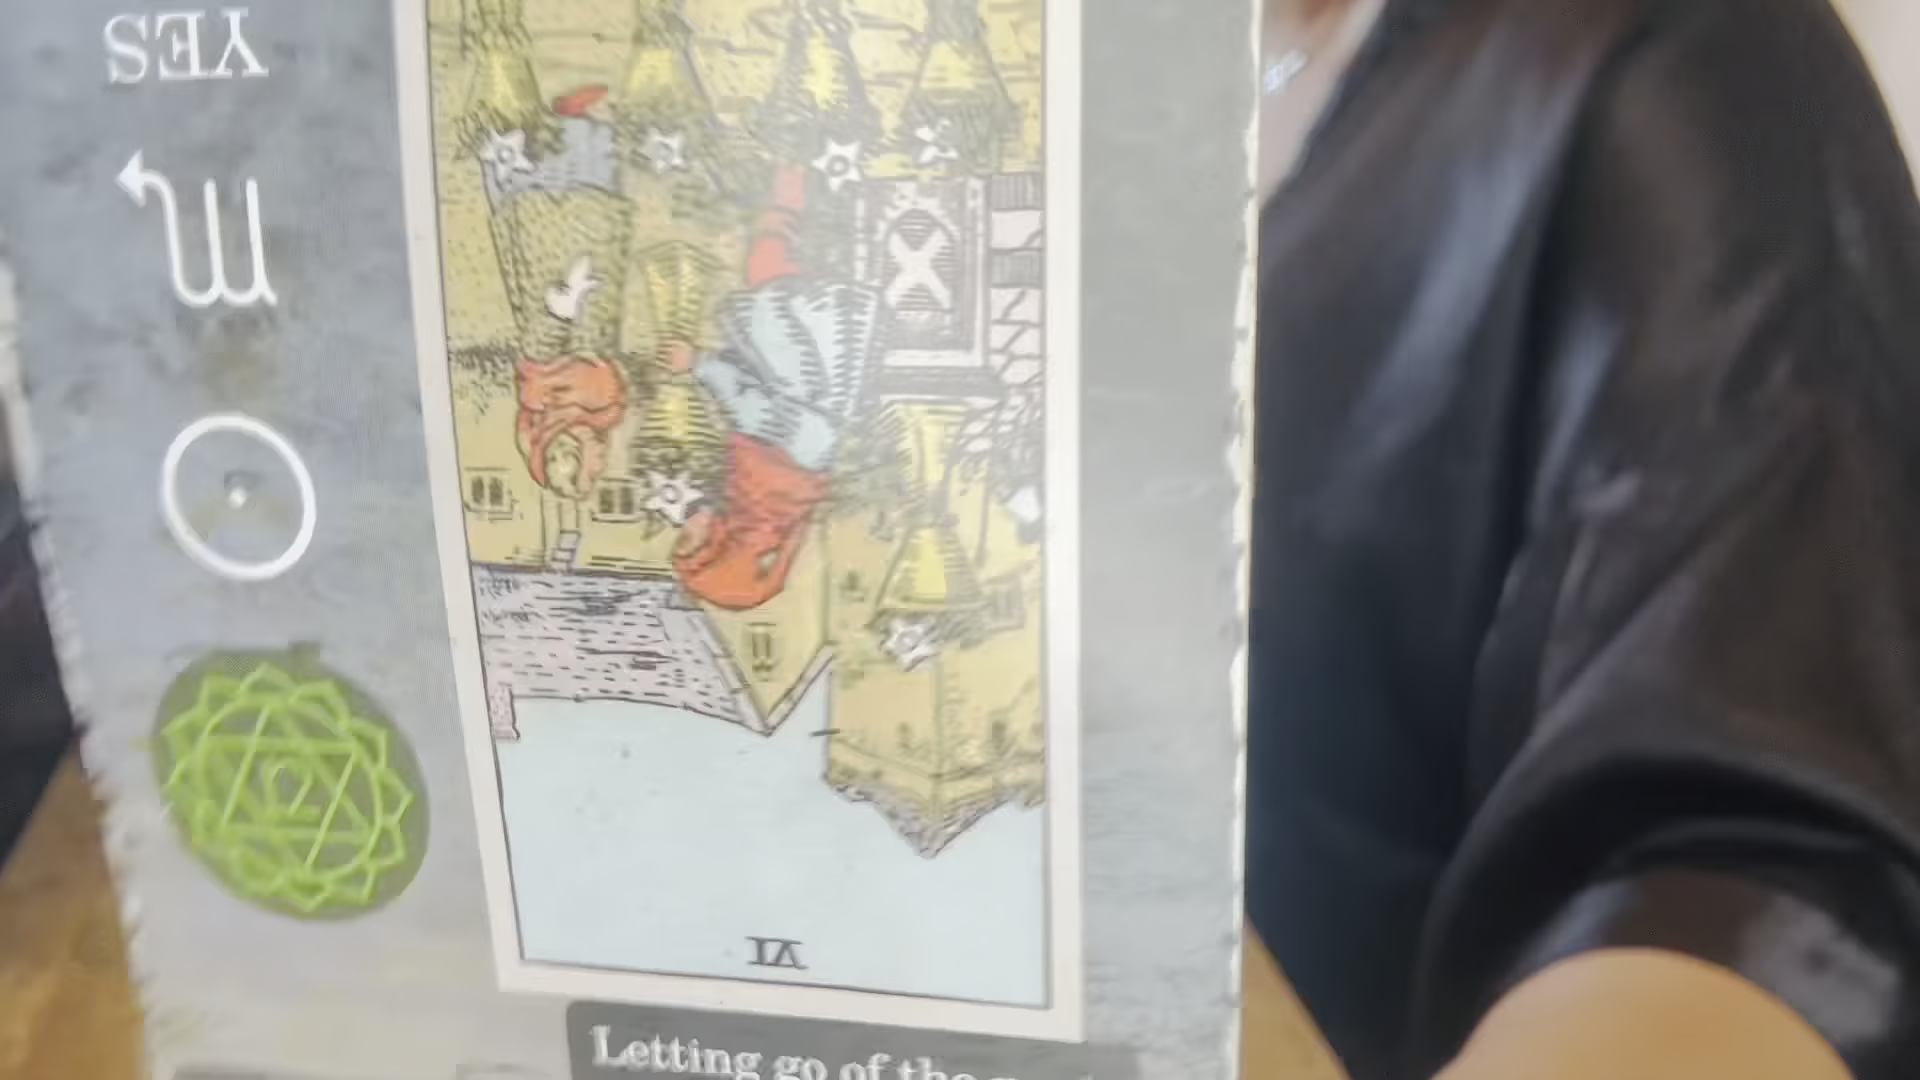 YES
VI
Letting go of the